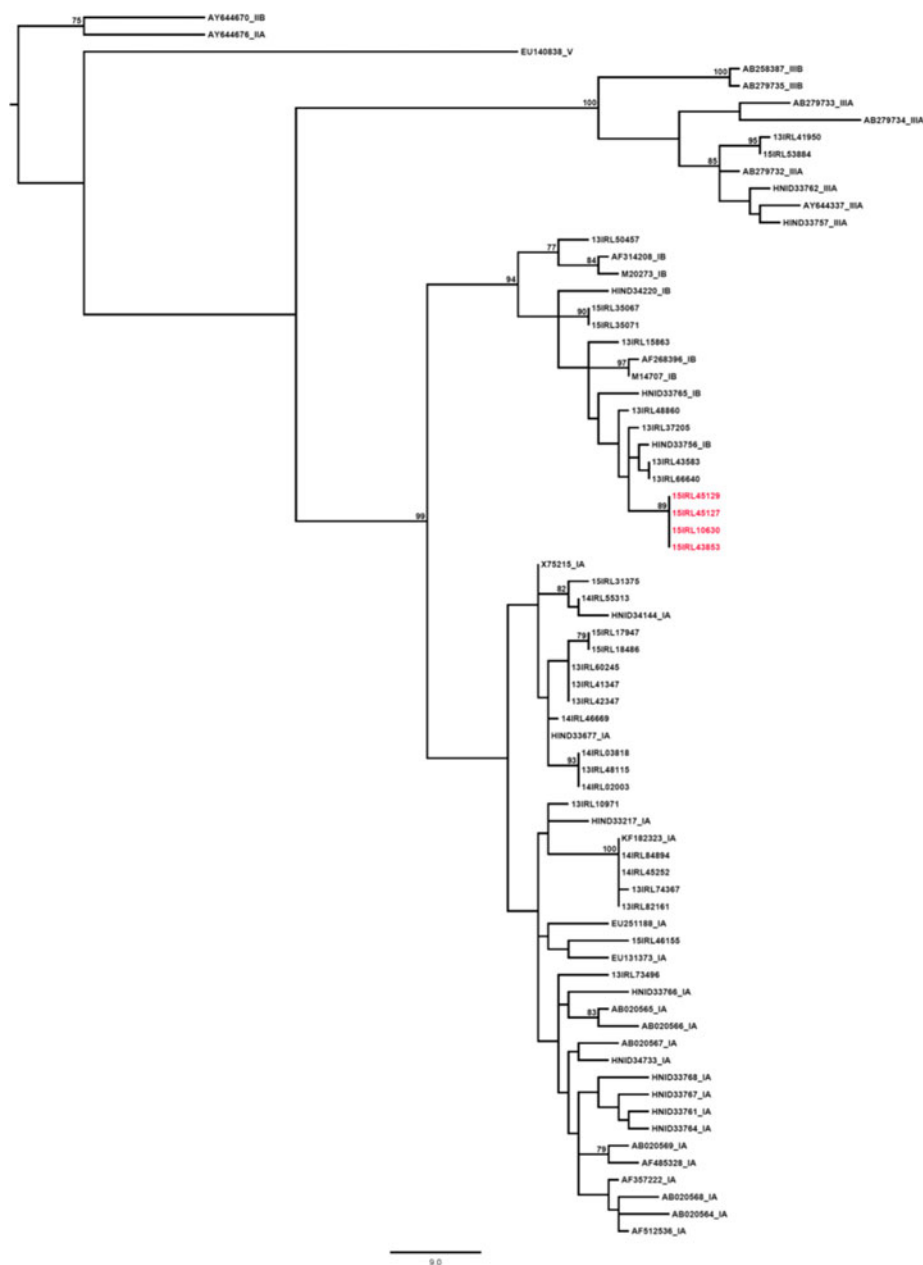 75
AY644670_IIB
AY644676_IIA
EU140838_V
100
AB258387_IIIB
AB279735_IIIB
100
AB279733_IIIA
AB279734_IIIA
95
13IRL41950
15IRL53884
85
AB279732_IIIA
HNID33762_IIIA
AY644337_IIIA
HIND33757_IIIA
13IRL50457
77
AF314208_IB
84
M20273_IB
94
HIND34220_IB
15IRL35067
90
15IRL35071
13IRL15863
AF268396_IB
97
M14707_IB
HNID33765_IB
13IRL48860
13IRL37205
HIND33756_IB
13IRL43583
13IRL66640
15IRL45129
89
15IRL45127
99
15IRL10630
15IRL43853
X75215_IA
15IRL31375
82
14IRL55313
HNID34144_IA
15IRL17947
79
15IRL18486
13IRL60245
13IRL41347
13IRL42347
14IRL46669
HIND33677_IA
14IRL03818
93
13IRL48115
14IRL02003
13IRL10971
HIND33217_IA
KF182323_IA
100
14IRL84894
14IRL45252
13IRL74367
13IRL82161
EU251188_IA
15IRL46155
EU131373_IA
13IRL73496
HNID33766_IA
AB020565_IA
83
AB020566_IA
AB020567_IA
HNID34733_IA
HNID33768_IA
HNID33767_IA
HNID33761_IA
HNID33764_IA
AB020569_IA
79
AF485328_IA
AF357222_IA
AB020568_IA
AB020564_IA
AF512536_IA
9.0